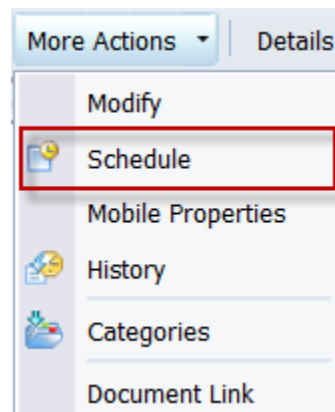 More Actions Details
Modify
Schedule
Mobile Properties
History
Categories
Document Link